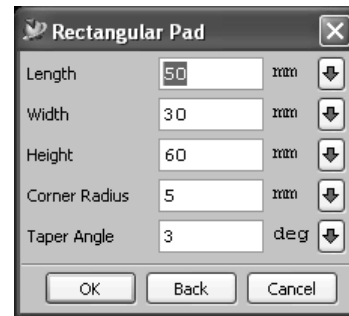 Rectangular Pad
Length 50 mm
Width 30 mm
Height 60 mm
Corner Radius 5 mm
Taper Angle 3 deg
OK Back Cancel